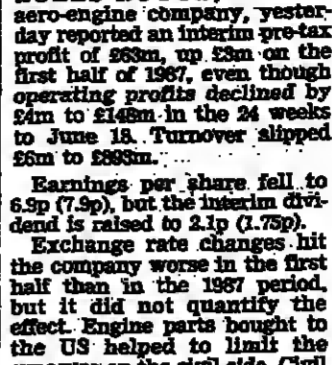 aero-engine company, yester-
day reported an interim pre-tax
profit of £63m, up £3m on the
first half of 1987, even though
operating profits declined by
£4m to £148m in the 24 weeks
to June 18. Turnover slipped
£6m to £893m.
Earnings per share fell to
6.9p (7.9p), but the interim divi-
dend is raised to 2.1p (1.75p).
Exchange rate changes hit
the company worse in the first
half than in the 1987 period,
but it did not quantify the
effect. Engine parts bought to
the US helped to limit the
on the civil side. Civil